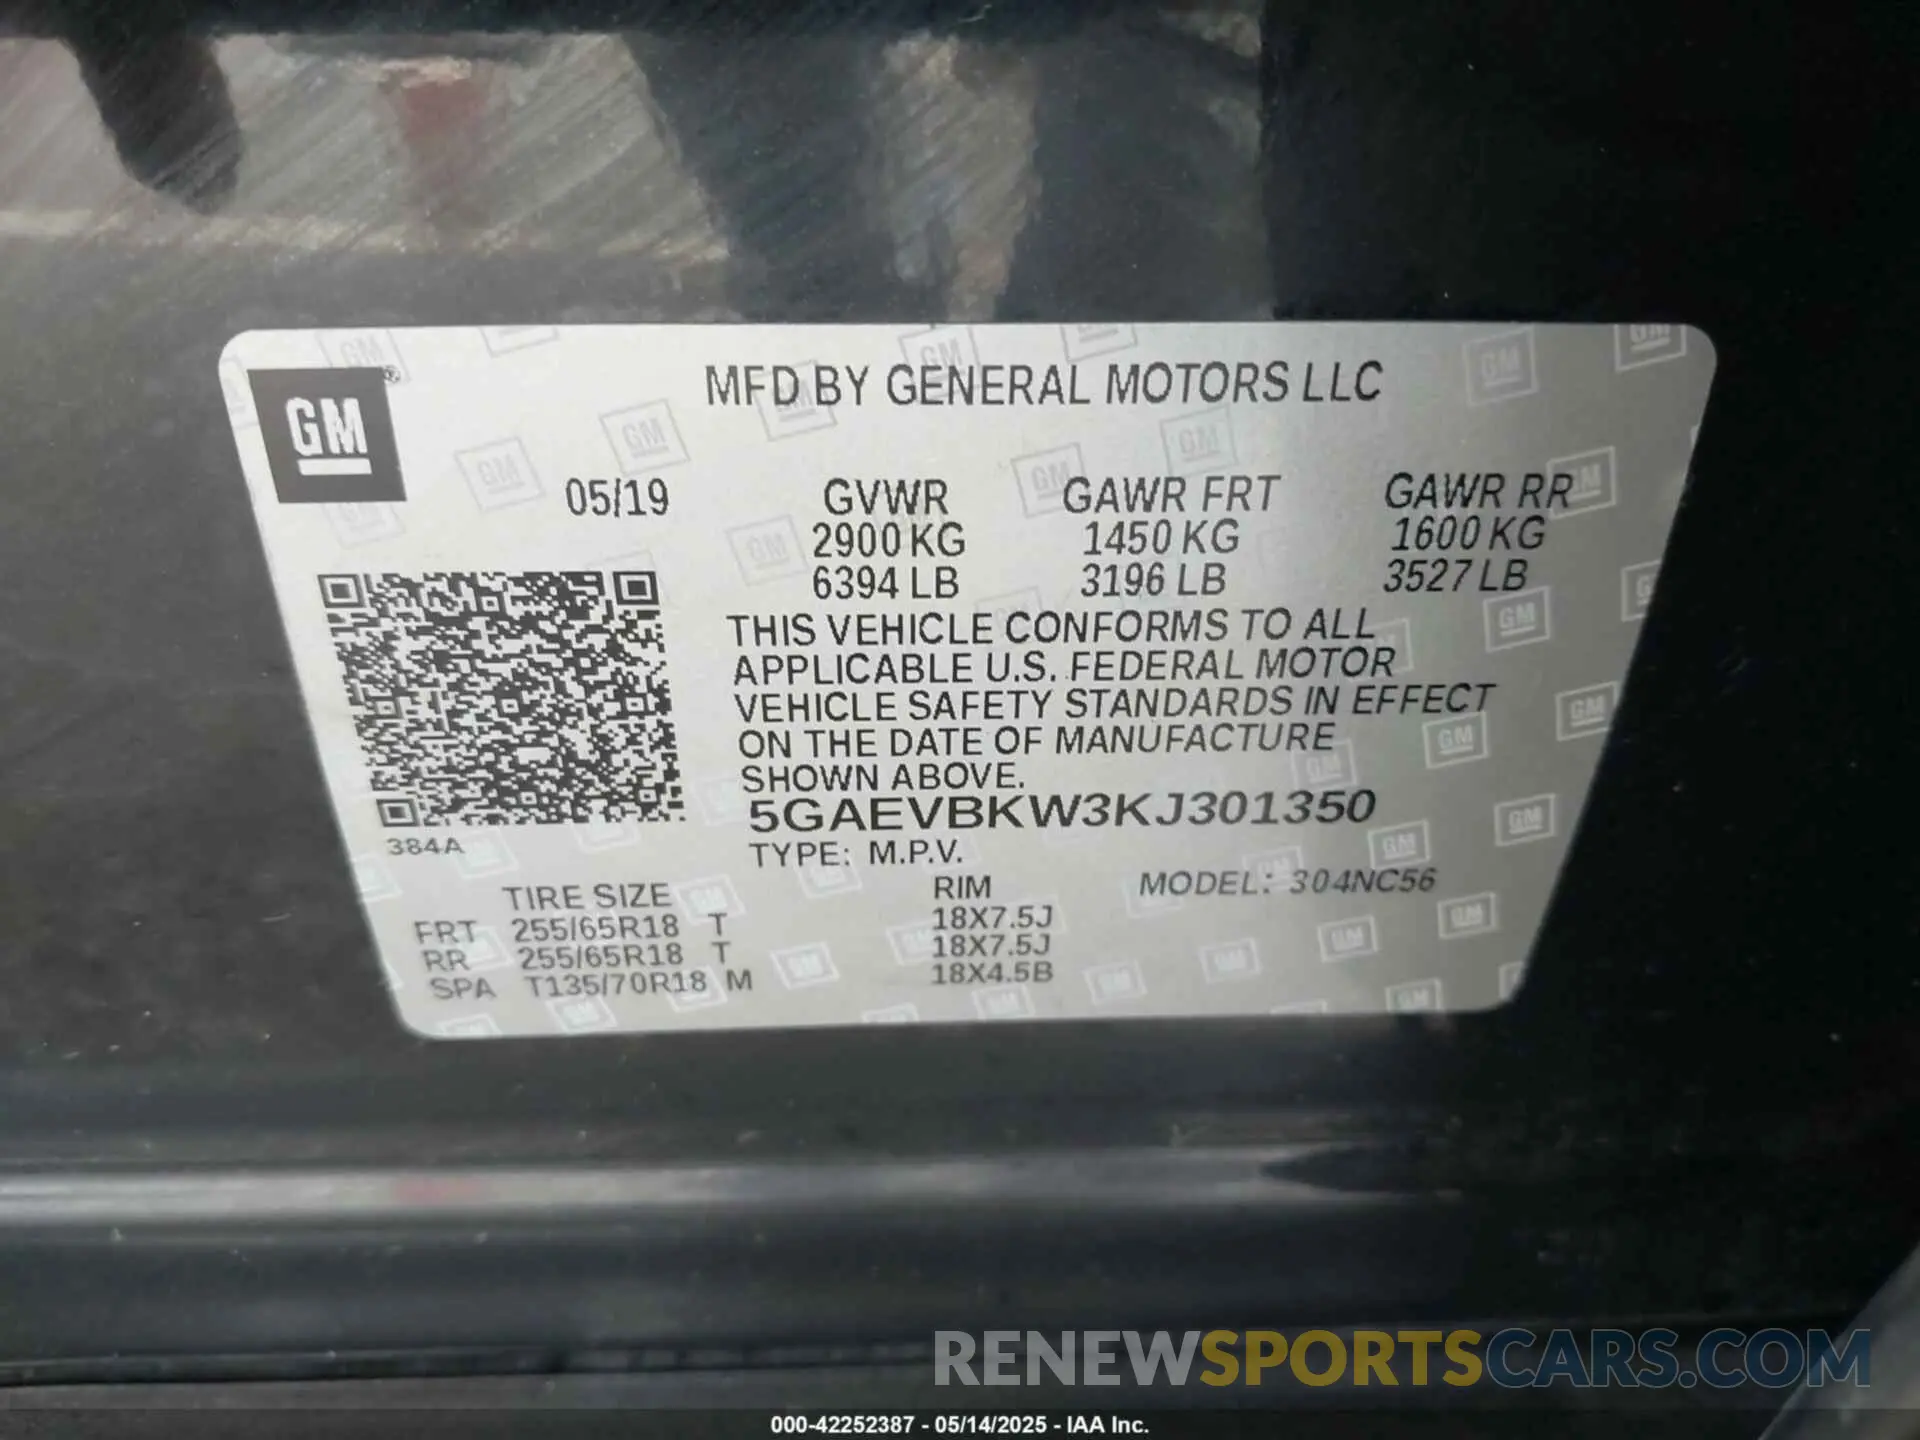 MFD BY GENERAL MOTORS LLC
GM®
05/19 GVWR GAWR FRT GAWR RR
2900 KG 1450 KG 1600 KG
6394 LB 3196 LB 3527 LB
THIS VEHICLE CONFORMS TO ALL
APPLICABLE U.S. FEDERAL MOTOR
VEHICLE SAFETY STANDARDS IN EFFECT
ON THE DATE OF MANUFACTURE
SHOWN ABOVE.
5GAEVBKW3KJ301350
384A
TYPE: M.P.V.
TIRE SIZE RIM MODEL: 304NC56
FRT 255/65R18 T 18X7.5J
RR 255/65R18 T 18X7.5J
SPA T135/70R18 M 18X4.5B
RENEWSPORTSCARS.COM
000-42252387 - 05/14/2025 - IAA Inc.